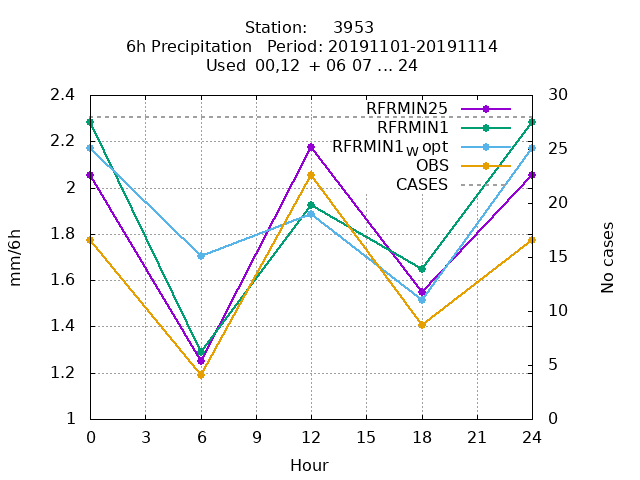 Station: 3953
6h Precipitation Period: 20191101-20191114
Used 00,12 + 06 07 ... 24
2.4
2.2
2
1.8
1.6
1.4
1.2
1
mm/6h
30
25
20
15
10
5
0
No cases
RFRMIN25
RFRMIN1
RFRMIN1W opt
OBS
CASES
0 3 6 9 12 15 18 21 24
Hour